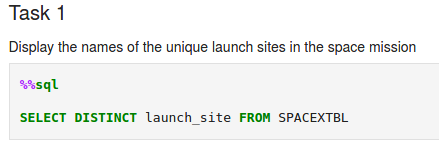 Task 1
Display the names of the unique launch sites in the space mission
%%sql
SELECT DISTINCT launch_site FROM SPACEXTBL